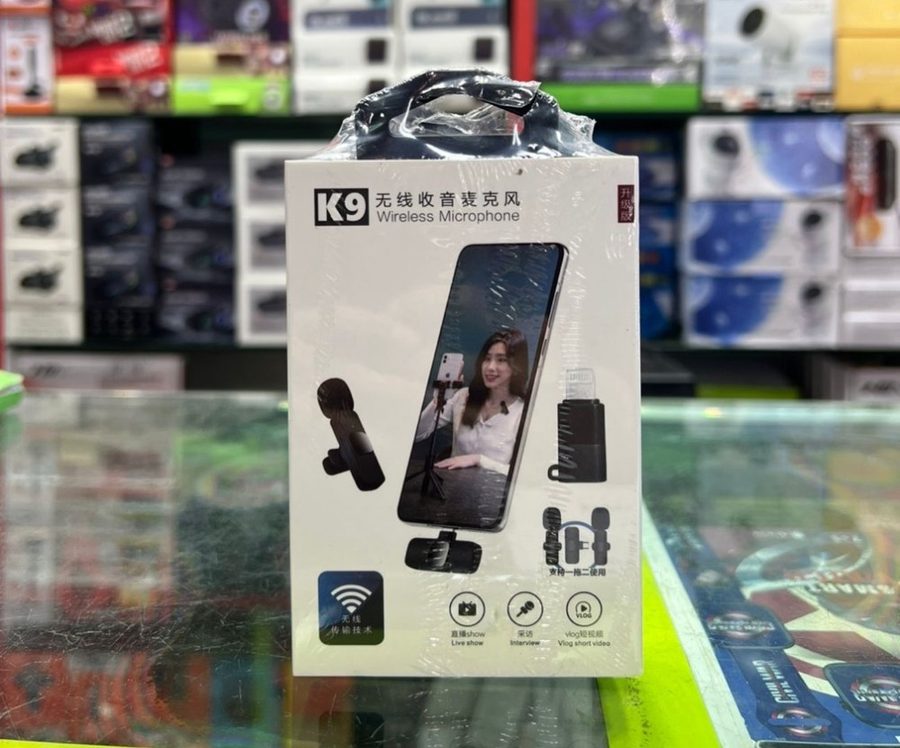 K9 无线收音麦克风
Wireless Microphone
升级版
支持一拖二使用
无线
传输技术
VLOG
直播show
Live show
采访
Interview
vlog短视频
Vlog short video